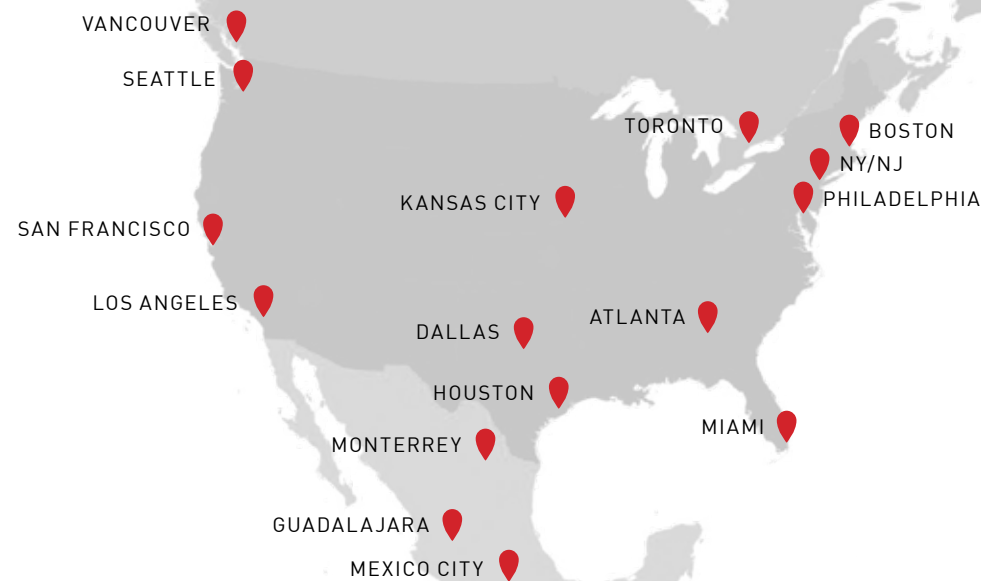 VANCOUVER
SEATTLE
TORONTO
BOSTON
NY/NJ
PHILADELPHIA
KANSAS CITY
SAN FRANCISCO
LOS ANGELES
ATLANTA
DALLAS
HOUSTON
MIAMI
MONTERREY
GUADALAJARA
MEXICO CITY